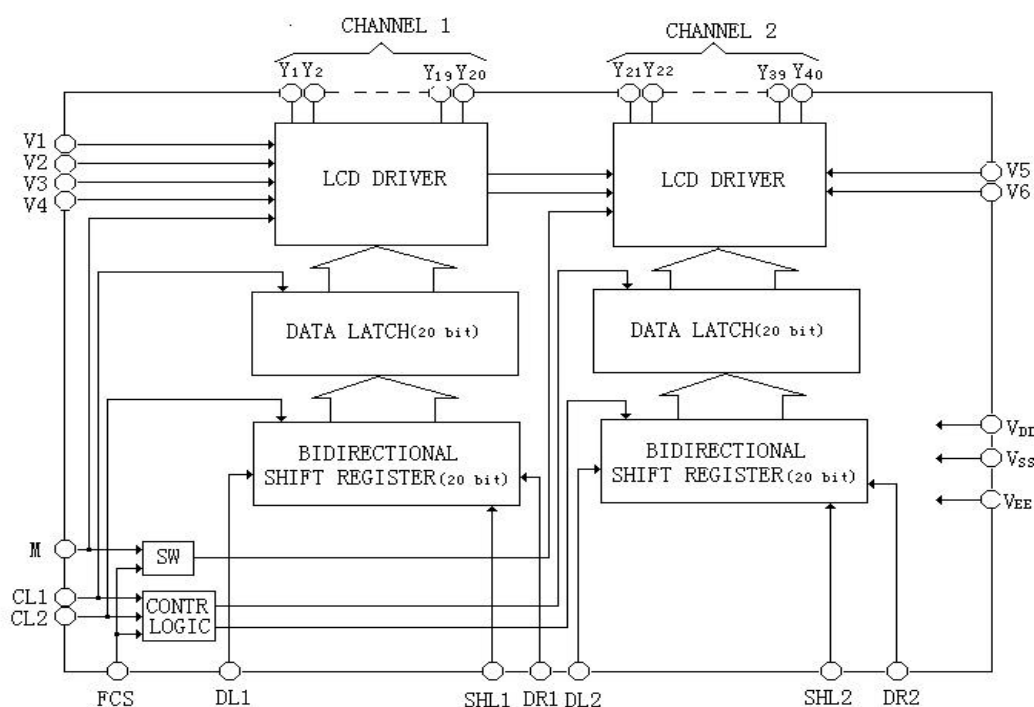 CHANNEL 1
CHANNEL 2
Y1 Y2 Y19 Y20
Y21 Y22 Y39 Y40
V1
V2
V3
V4
LCD DRIVER
LCD DRIVER
V5
V6
DATA LATCH(20 bit)
DATA LATCH(20 bit)
BIDIRECTIONAL
SHIFT REGISTER(20 bit)
BIDIRECTIONAL
SHIFT REGISTER(20 bit)
VDD
VSS
VEE
M
SW
CL1
CL2
CONTR
LOGIC
FCS
DL1
SHL1
DR1
DL2
SHL2
DR2